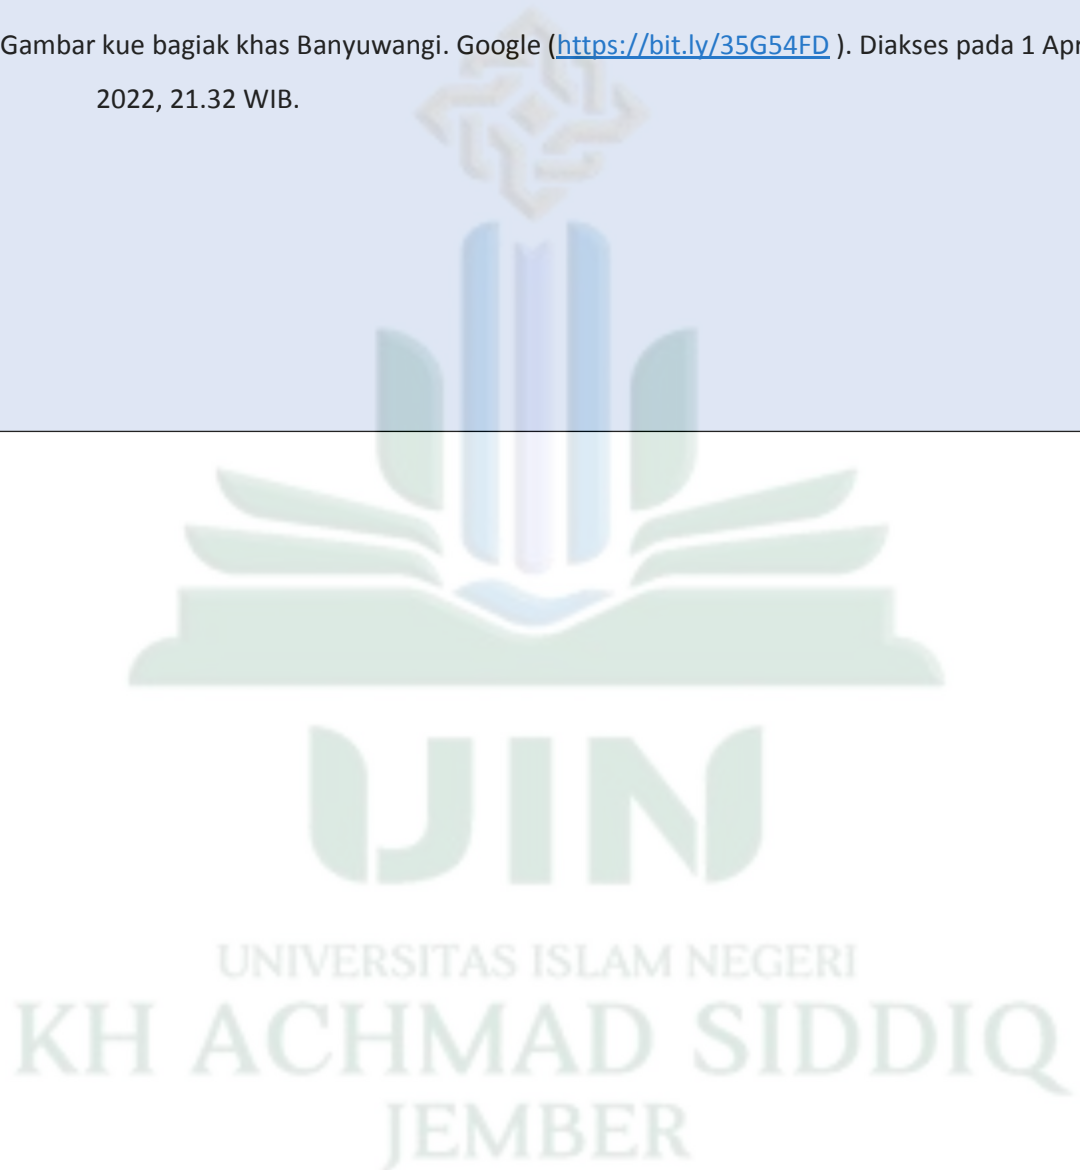 Gambar kue bagiak khas Banyuwangi. Google (https://bit.ly/35G54FD ). Diakses pada 1 Apr
2022, 21.32 WIB.
UIN
UNIVERSITAS ISLAM NEGERI
KH ACHMAD SIDDIQ
JEMBER